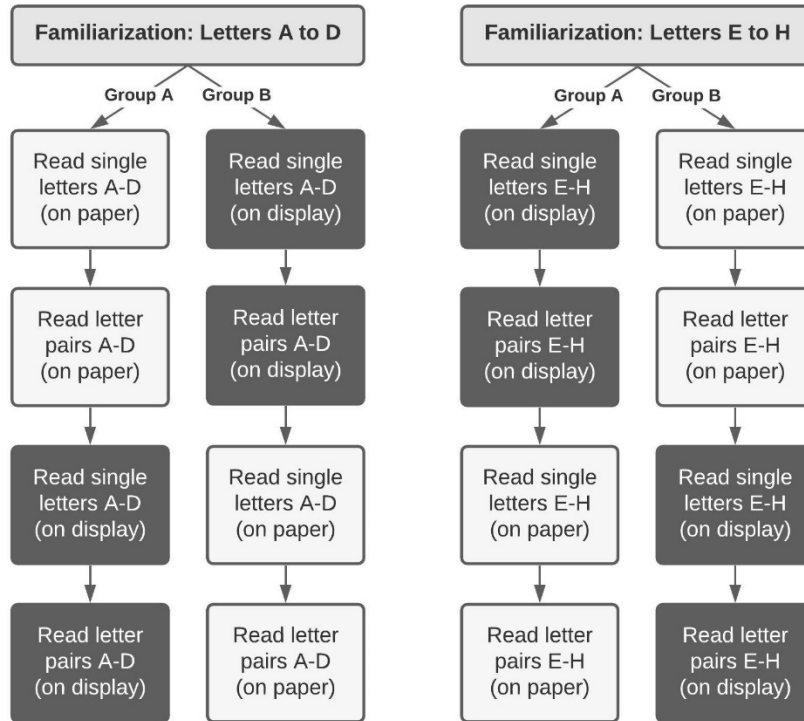 Familiarization: Letters A to D
Group A
Group B
Read single
letters A-D
(on paper)
Read letter
pairs A-D
(on paper)
Read single
letters A-D
(on display)
Read letter
pairs A-D
(on display)
Read single
letters A-D
(on display)
Read letter
pairs A-D
(on display)
Read single
letters A-D
(on paper)
Read letter
pairs A-D
(on paper)
Familiarization: Letters E to H
Group A
Group B
Read single
letters E-H
(on display)
Read letter
pairs E-H
(on display)
Read single
letters E-H
(on paper)
Read letter
pairs E-H
(on paper)
Read single
letters E-H
(on paper)
Read letter
pairs E-H
(on paper)
Read single
letters E-H
(on display)
Read letter
pairs E-H
(on display)